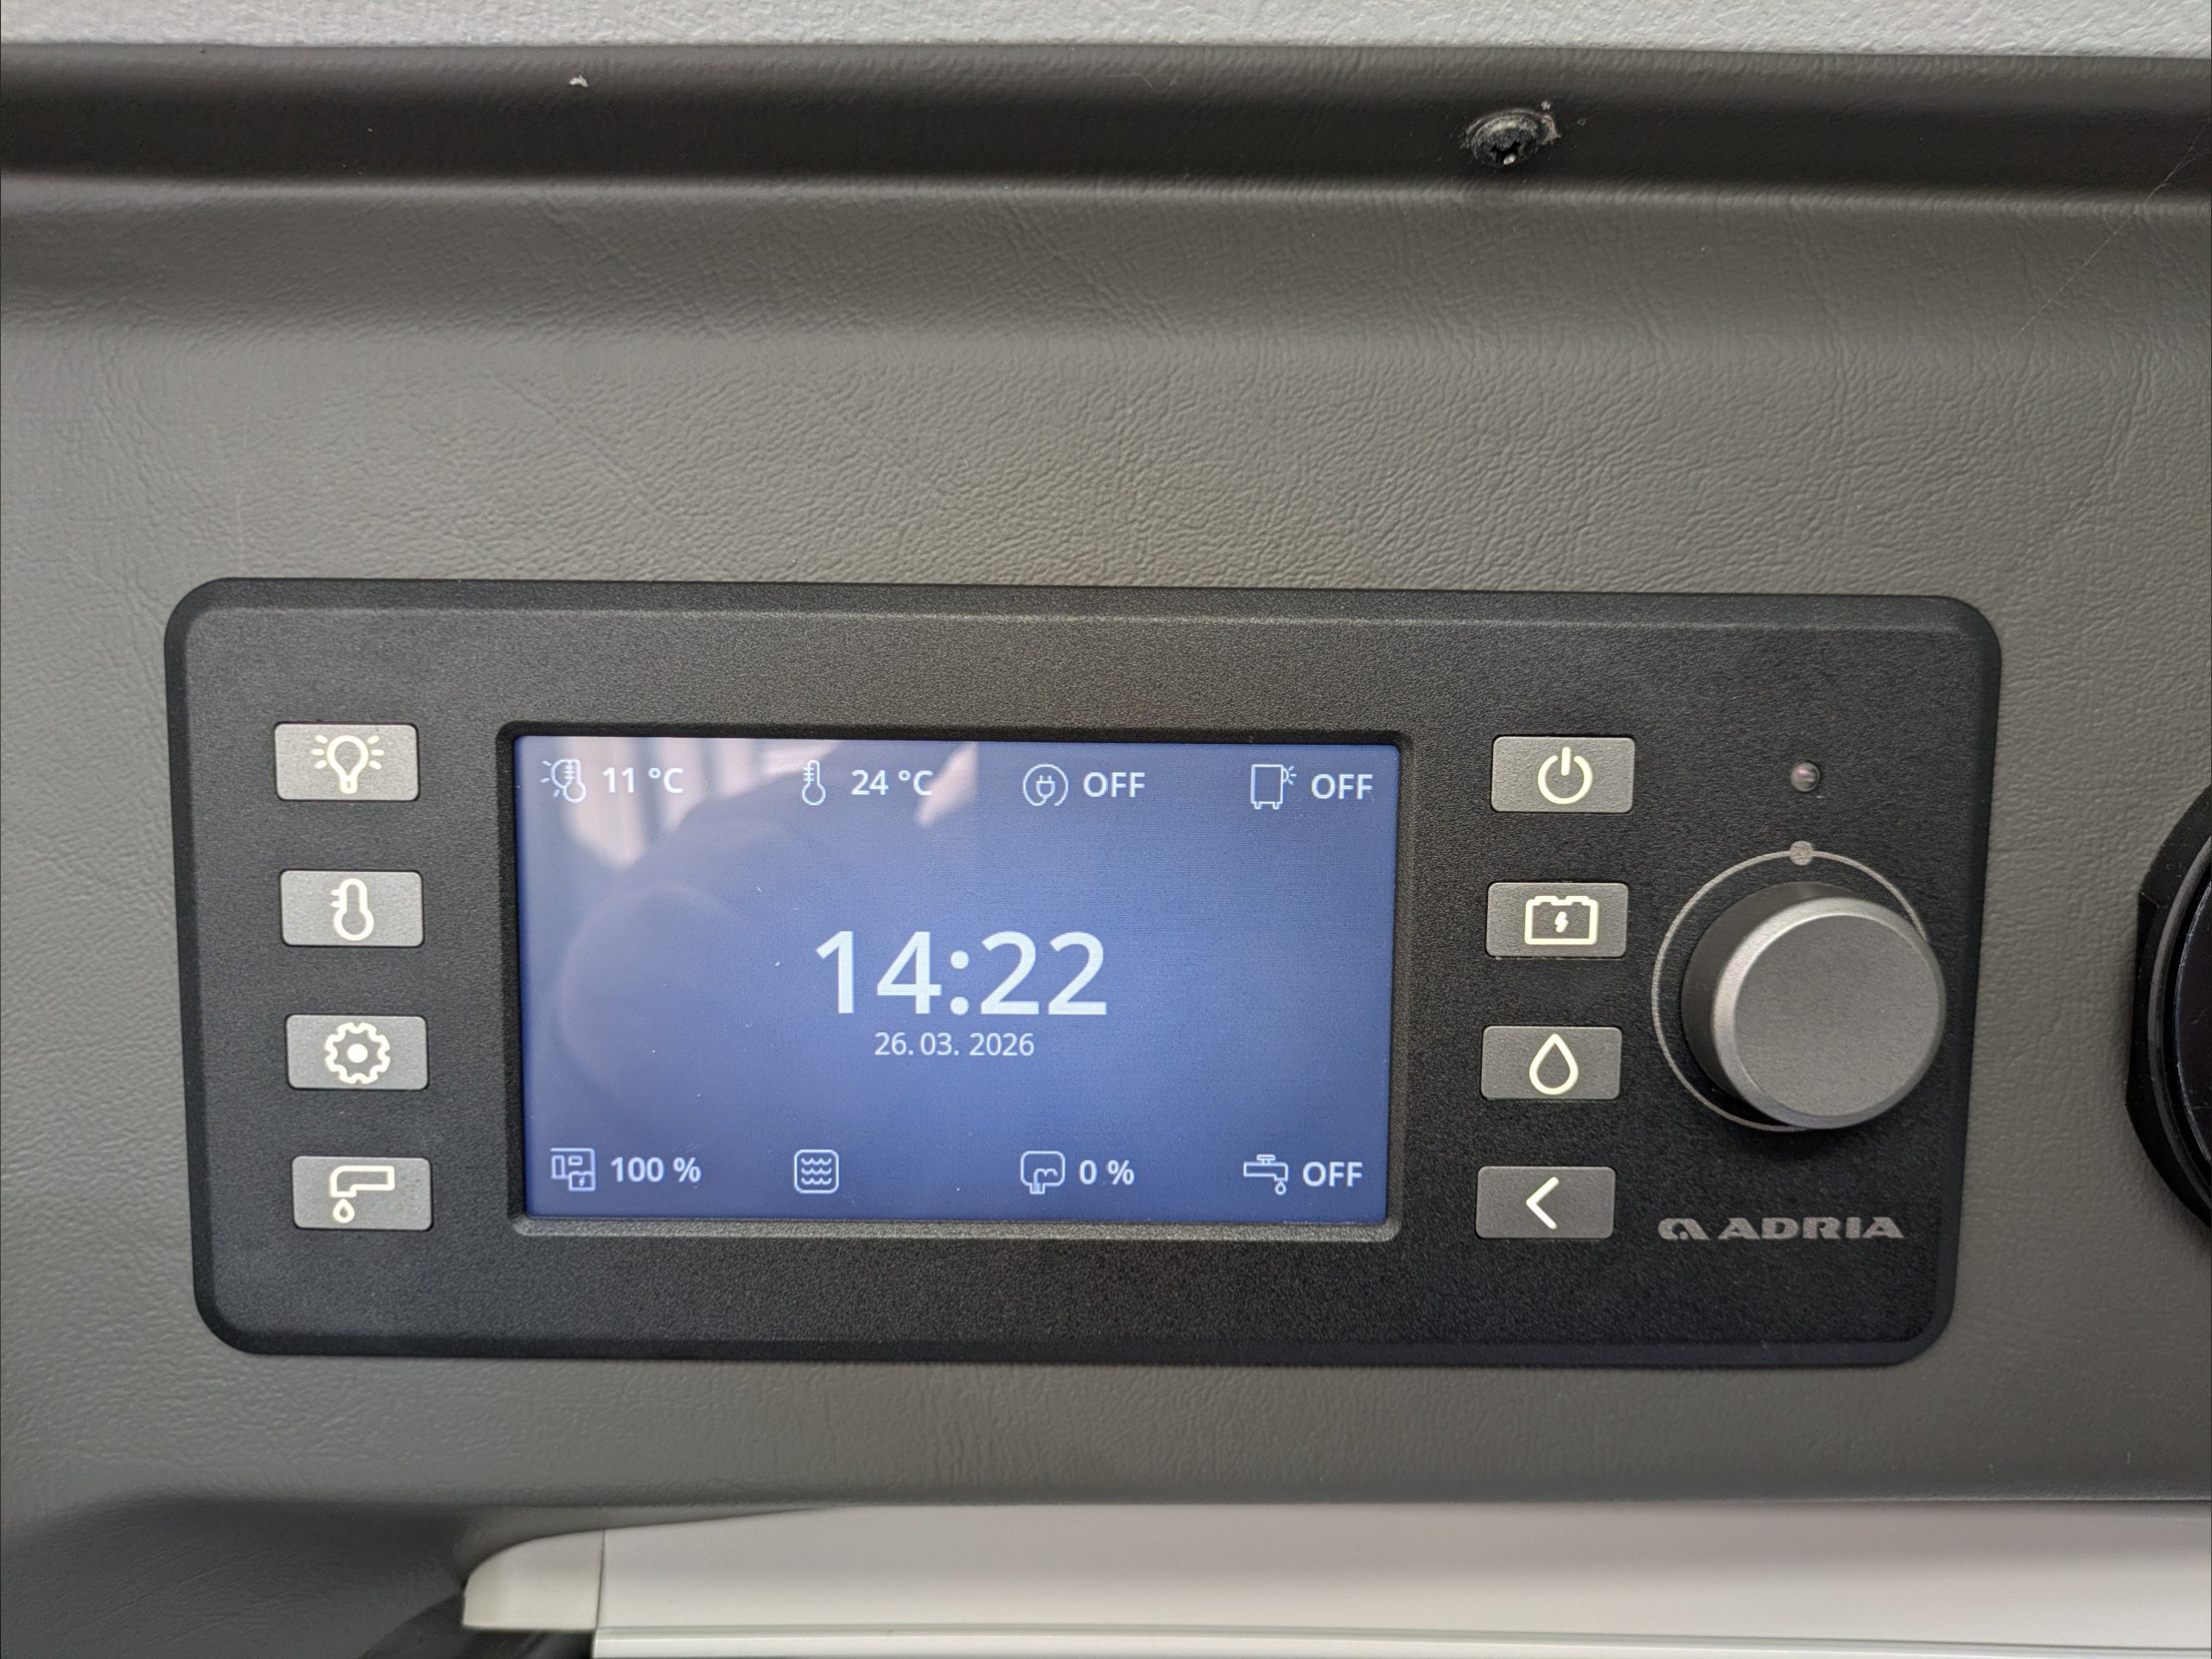 11 °C 24 °C OFF OFF
14:22
26. 03. 2026
100 % 0 % OFF
ADRIA